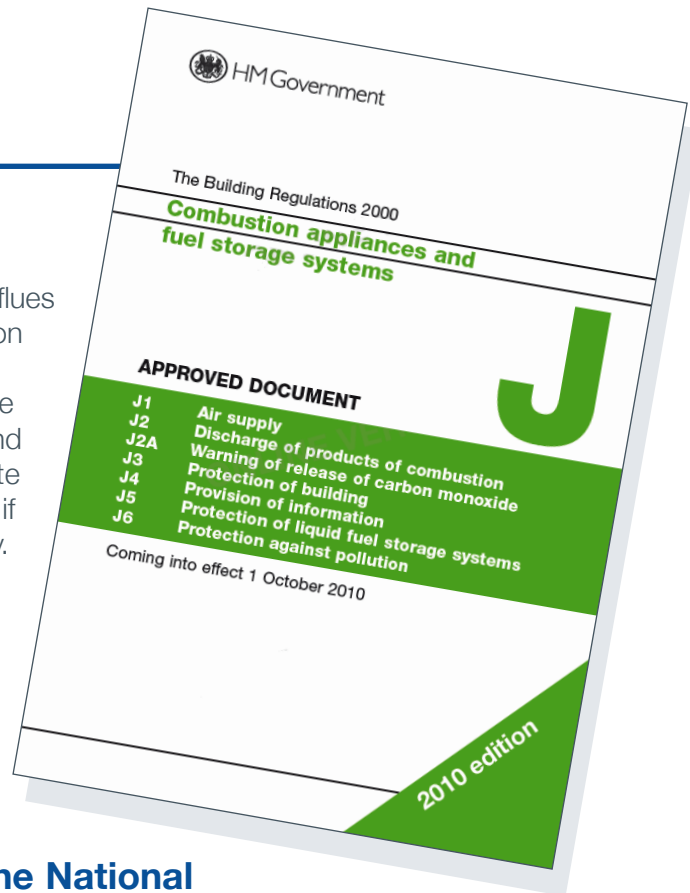 HM Government
The Building Regulations 2000
Combustion appliances and
fuel storage systems
J
APPROVED DOCUMENT
J1 Air supply
J2 Discharge of products of combustion
J2A Warning of release of carbon monoxide
J3 Protection of building
J4 Provision of information
J5 Protection of liquid fuel storage systems
J6 Protection against pollution
Coming into effect 1 October 2010
2010 edition
flues
on
if
National